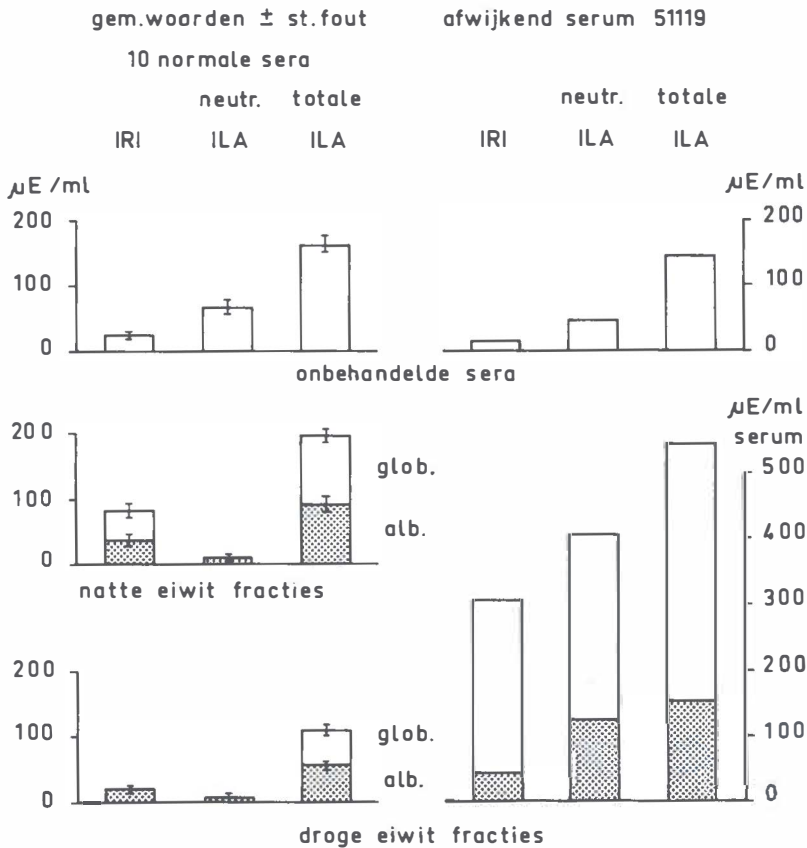 gem.woarden ± st.fout
10 normale sera
neutr. totale
IRI ILA ILA
µE/ml
200
100
0
afwijkend serum 51119
neutr. totale
IRI ILA ILA
µE/ml
200
100
0
onbehandelde sera
200
100
0
glob.
alb.
natte eiwit fracties
200
100
0
glob.
alb.
µE/ml
serum
500
400
300
200
100
0
droge eiwit fracties